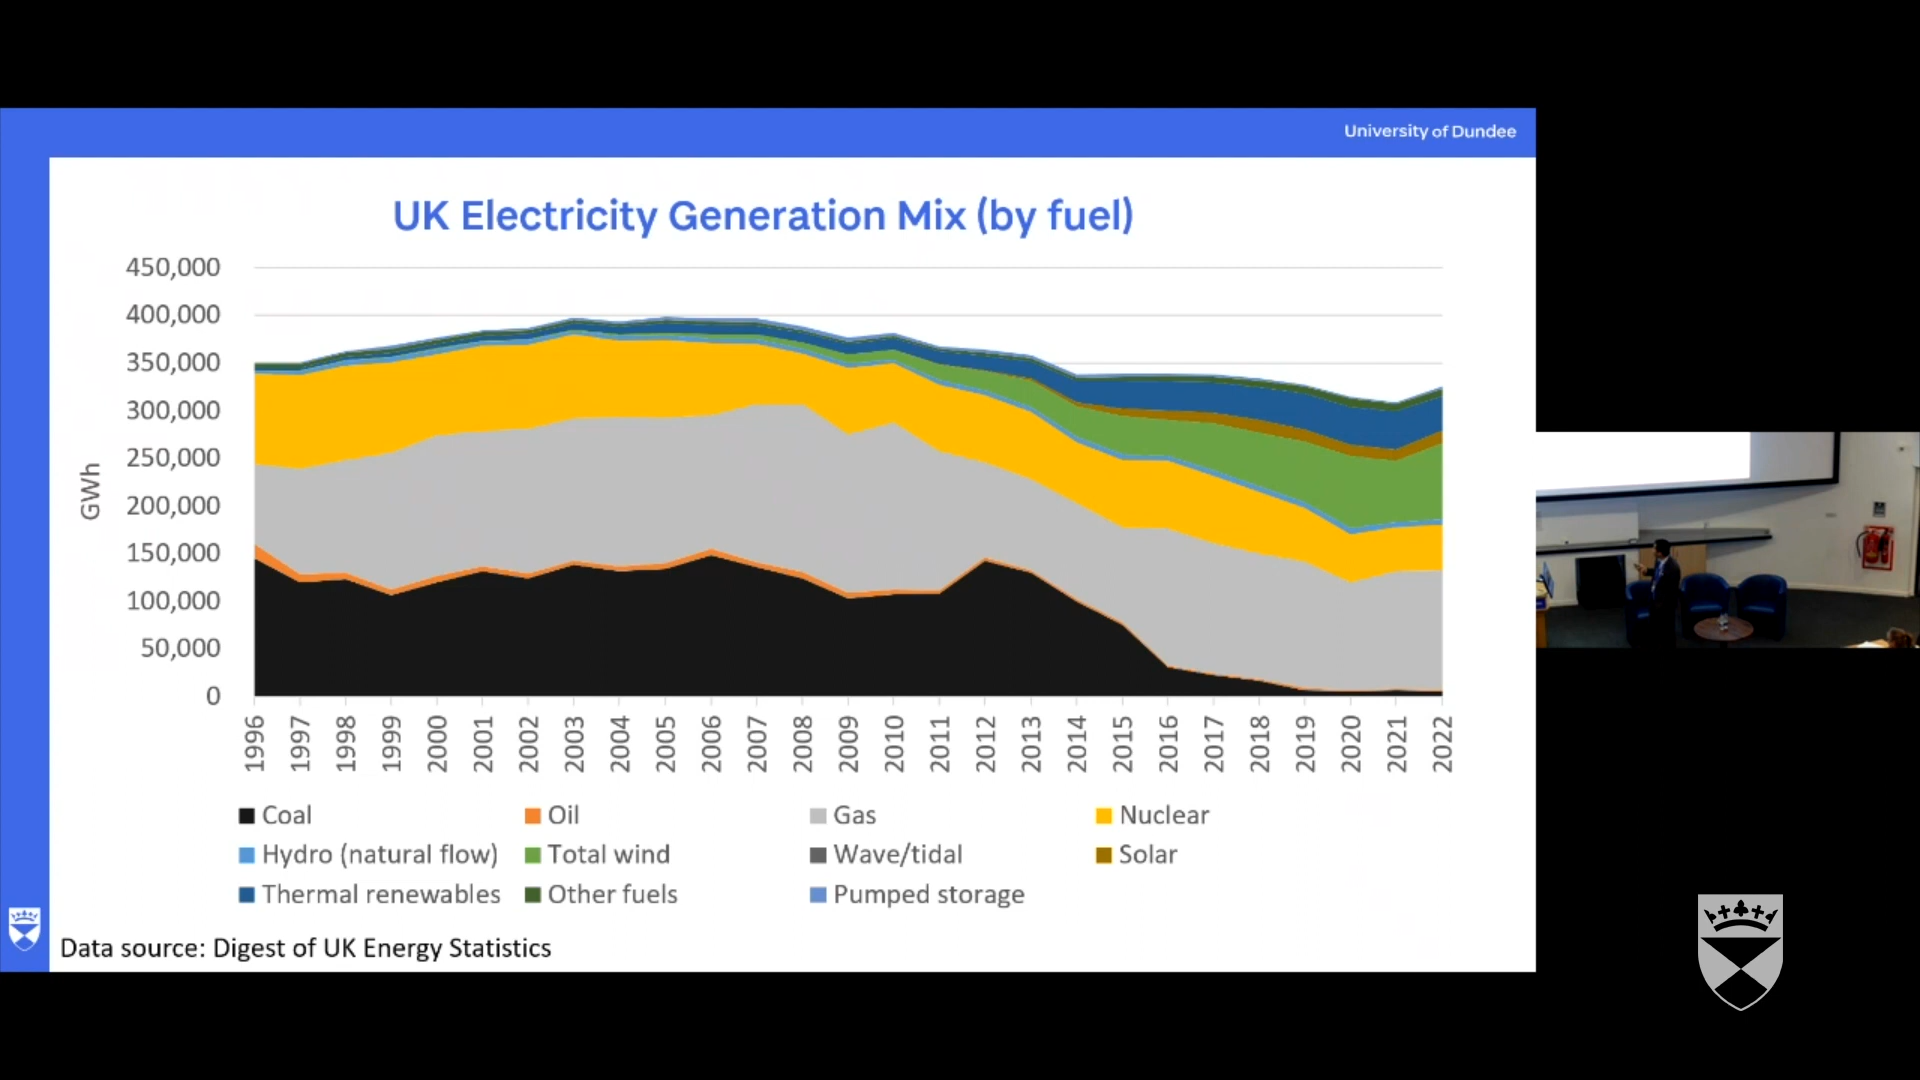 University of Dundee
UK Electricity Generation Mix (by fuel)
450,000
400,000
350,000
300,000
250,000
200,000
150,000
100,000
50,000
0
GWh
1996 1997 1998 1999 2000 2001 2002 2003 2004 2005 2006 2007 2008 2009 2010 2011 2012 2013 2014 2015 2016 2017 2018 2019 2020 2021 2022
Coal Oil Gas Nuclear
Hydro (natural flow) Total wind Wave/tidal Solar
Thermal renewables Other fuels Pumped storage
Data source: Digest of UK Energy Statistics